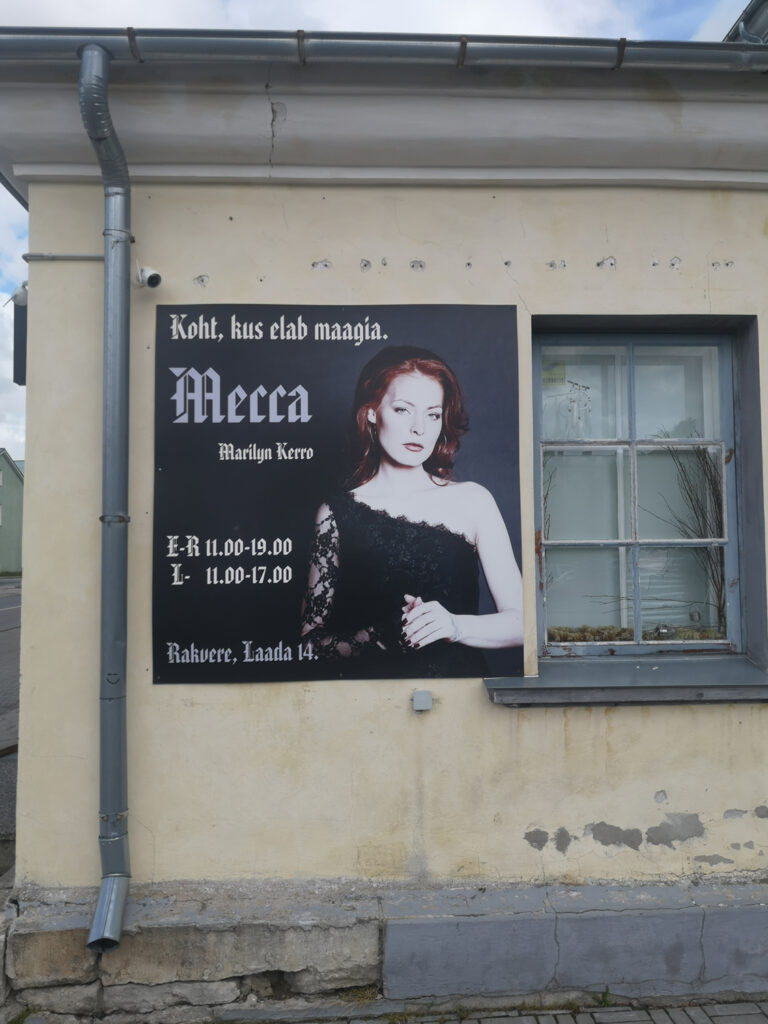 Koht, kus elab maagia.
Mecca
Marilyn Kerro
E-R 11.00-19.00
L- 11.00-17.00
Rakvere, Laada 14.